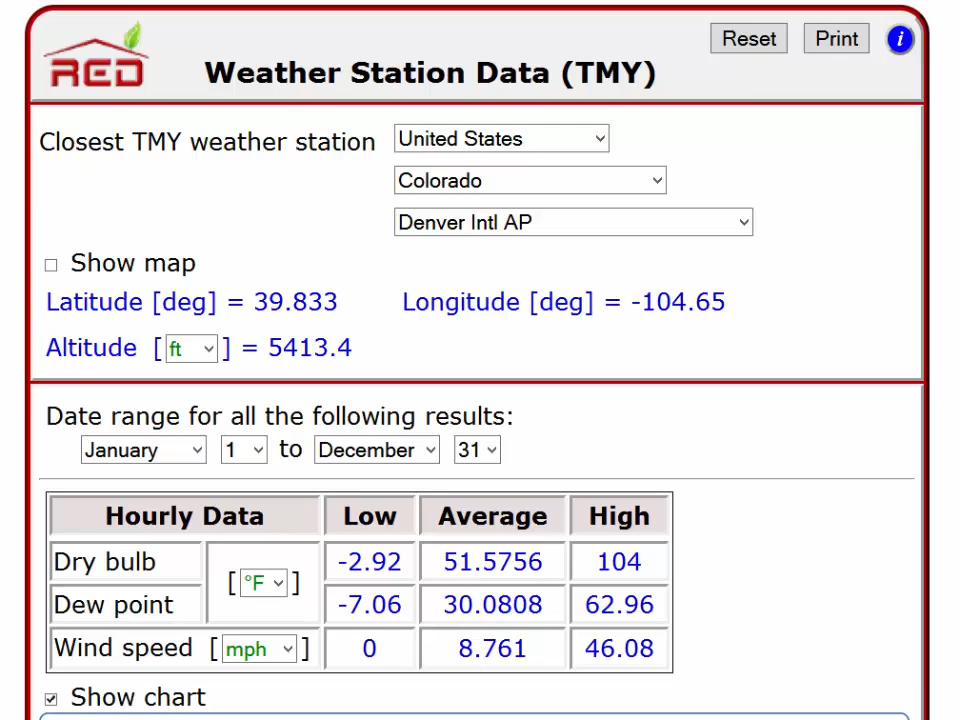 RED
Weather Station Data (TMY)
Reset Print i
Closest TMY weather station United States
Colorado
Denver Intl AP
Show map
Latitude [deg] = 39.833 Longitude [deg] = -104.65
Altitude [ft] = 5413.4
Date range for all the following results:
January 1 to December 31
Hourly Data Low Average High
Dry bulb [°F] -2.92 51.5756 104
Dew point -7.06 30.0808 62.96
Wind speed [mph] 0 8.761 46.08
Show chart